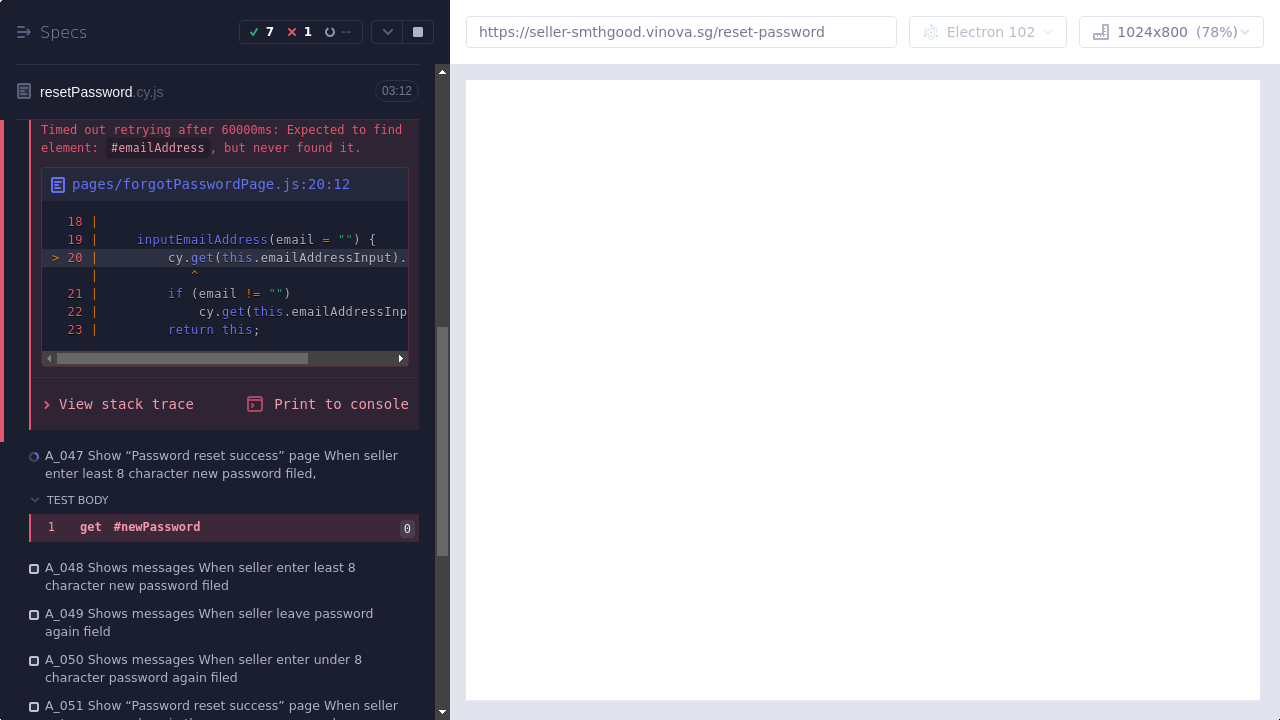 Specs
7 1 --
https://seller-smthgood.vinova.sg/reset-password
Electron 102
1024x800 (78%)
resetPassword.cy.js
03:12
Timed out retrying after 60000ms: Expected to find
element: #emailAddress , but never found it.
pages/forgotPasswordPage.js:20:12
18 |
19 | inputEmailAddress(email = "") {
> 20 | cy.get(this.emailAddressInput).
| ^
21 | if (email != "")
22 | cy.get(this.emailAddressInp
23 | return this;
View stack trace
Print to console
A_047 Show “Password reset success” page When seller
enter least 8 character new password filed,
TEST BODY
1 get #newPassword 0
A_048 Shows messages When seller enter least 8
character new password filed
A_049 Shows messages When seller leave password
again field
A_050 Shows messages When seller enter under 8
character password again filed
A_051 Show “Password reset success” page When seller